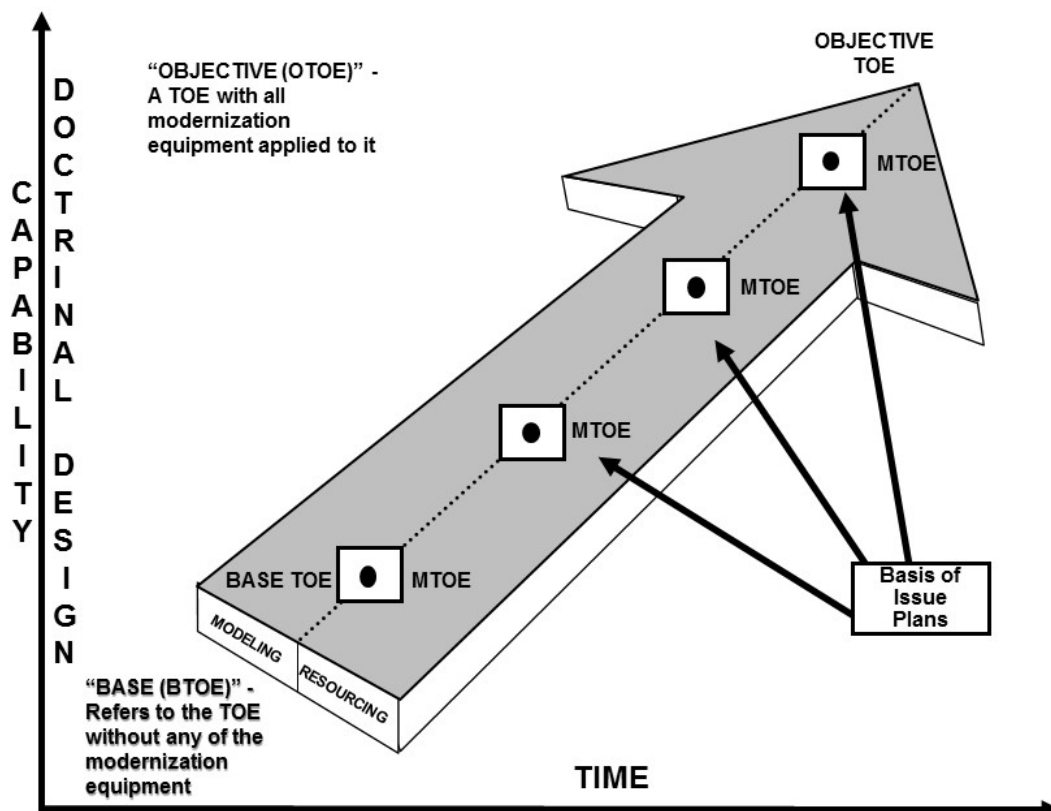 OBJECTIVE
TOE
“OBJECTIVE (OTOE)” -
A TOE with all
modernization
equipment applied to it
CAPABILITY
DOCTRINAL DESIGN
MTOE
MTOE
MTOE
BASE TOE
MTOE
Basis of
Issue
Plans
MODELING
RESOURCING
“BASE (BTOE)” -
Refers to the TOE
without any of the
modernization
equipment
TIME